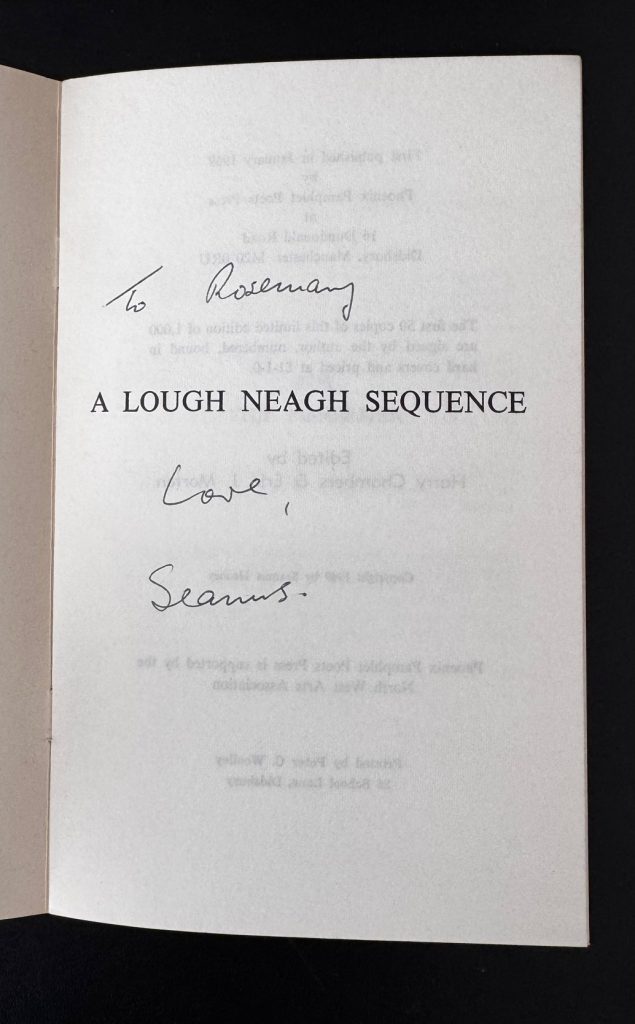 To Rosemary
A LOUGH NEAGH SEQUENCE
Love,
Seamus.